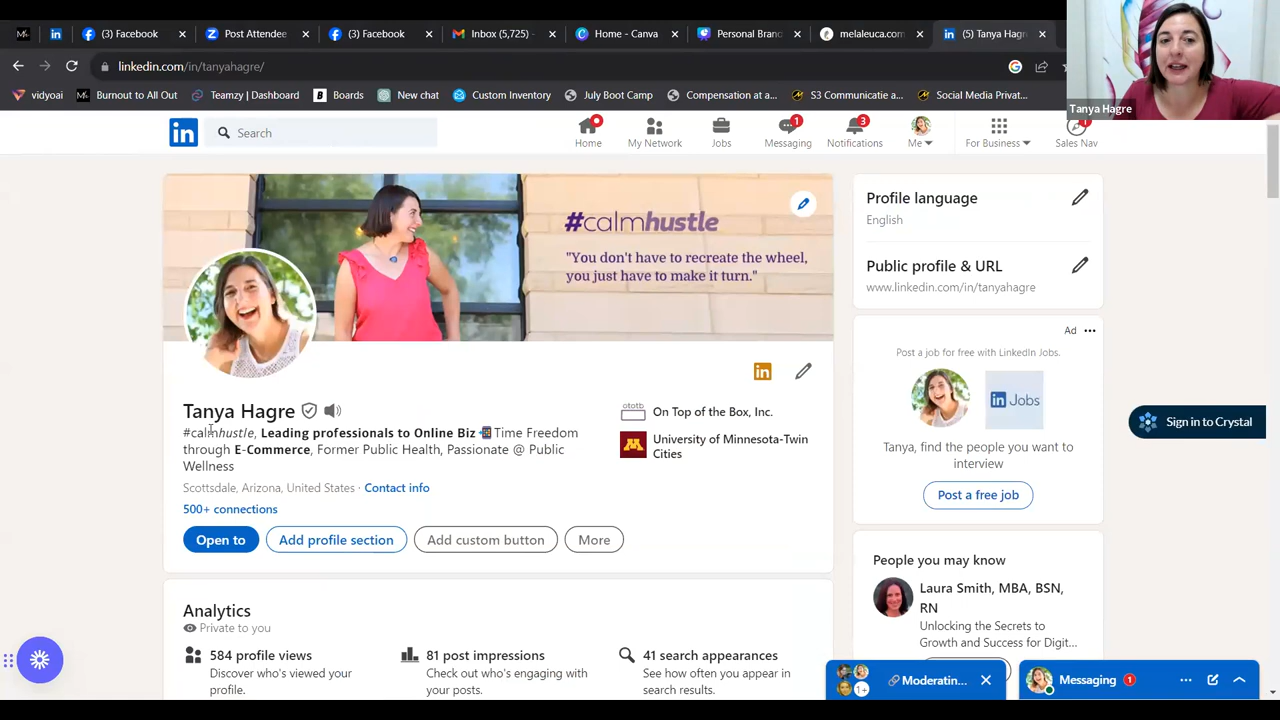 (3) Facebook
Post Attendee
(3) Facebook
Inbox (5,725) -
Home - Canva
Personal Bran
melaleuca.com
(5) Tanya Hagre
linkedin.com/in/tanyahagre/
vidyoai
Burnout to All Out
Teamzy | Dashboard
Boards
New chat
Custom Inventory
July Boot Camp
Compensation at a...
S3 Communicatie a...
Social Media Privat...
Tanya Hagre
in
Search
Home
My Network
Jobs
1
Messaging
3
Notifications
Me
For Business
Sales Nav
#calmhustle
"You don't have to recreate the wheel,
you just have to make it turn."
in
Tanya Hagre
#calmhustle, Leading professionals to Online Biz Time Freedom
through E-Commerce, Former Public Health, Passionate @ Public
Wellness
Scottsdale, Arizona, United States · Contact info
500+ connections
Open to
Add profile section
Add custom button
More
ototb
On Top of the Box, Inc.
M
University of Minnesota-Twin
Cities
Analytics
Private to you
584 profile views
Discover who's viewed your
profile.
81 post impressions
Check out who's engaging with
your posts.
41 search appearances
See how often you appear in
search results.
Profile language
English
Public profile & URL
www.linkedin.com/in/tanyahagre
Ad
Post a job for free with LinkedIn Jobs.
in Jobs
Tanya, find the people you want to
interview
Post a free job
People you may know
Laura Smith, MBA, BSN,
RN
Unlocking the Secrets to
Growth and Success for Digit...
Sign in to Crystal
1+
Moderatin...
Messaging
1